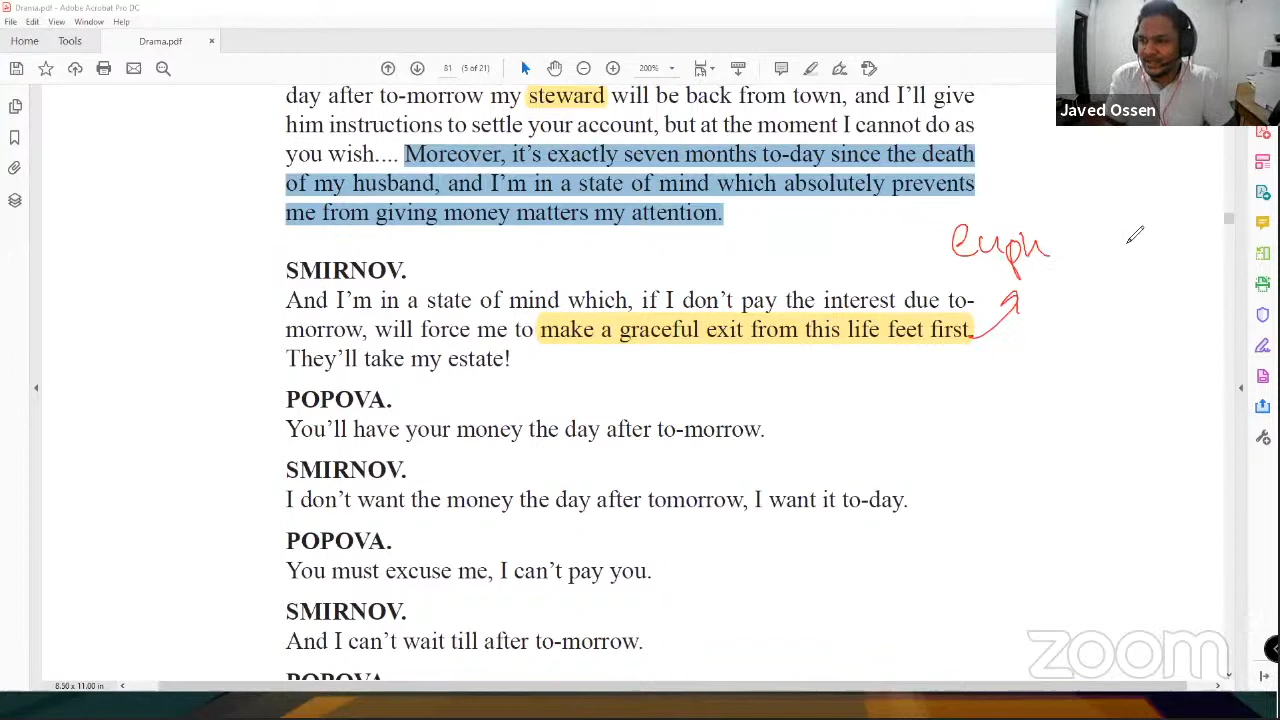 Drama.pdf - Adobe Acrobat Pro DC
File Edit View Window Help
Home Tools Drama.pdf ×
81 (5 of 21) 200%
Javed Ossen
day after to-morrow my steward will be back from town, and I’ll give
him instructions to settle your account, but at the moment I cannot do as
you wish.... Moreover, it’s exactly seven months to-day since the death
of my husband, and I’m in a state of mind which absolutely prevents
me from giving money matters my attention.
euph
SMIRNOV.
And I’m in a state of mind which, if I don’t pay the interest due to-
morrow, will force me to make a graceful exit from this life feet first.
They’ll take my estate!
POPOVA.
You’ll have your money the day after to-morrow.
SMIRNOV.
I don’t want the money the day after tomorrow, I want it to-day.
POPOVA.
You must excuse me, I can’t pay you.
SMIRNOV.
And I can’t wait till after to-morrow.
POPOVA
zoom
8.50 x 11.00 in